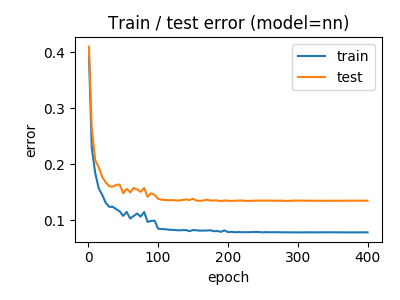 Train / test error (model=nn)
train
test
error
0.4
0.3
0.2
0.1
0 100 200 300 400
epoch